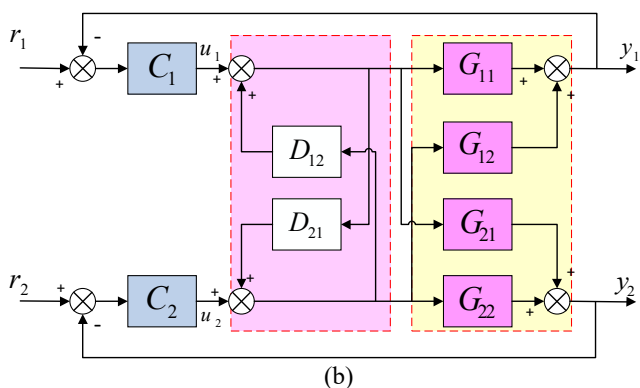 r₁ - + C₁ u₁ + + G₁₁ + + y₁
D₁₂ G₁₂
D₂₁ G₂₁
r₂ + - C₂ + u₂ + G₂₂ + + y₂
(b)